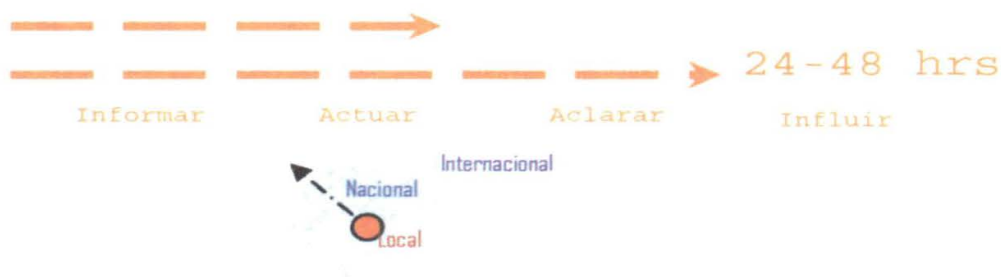 24-48 hrs
Informar Actuar Aclarar Influir
Internacional
Nacional
Local